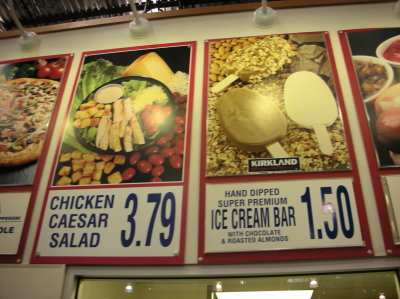 PEPPERONI
CHICKEN
CAESAR
SALAD
3.79
KIRKLAND
HAND DIPPED
SUPER PREMIUM
ICE CREAM BAR
WITH CHOCOLATE
& ROASTED ALMONDS
1.50